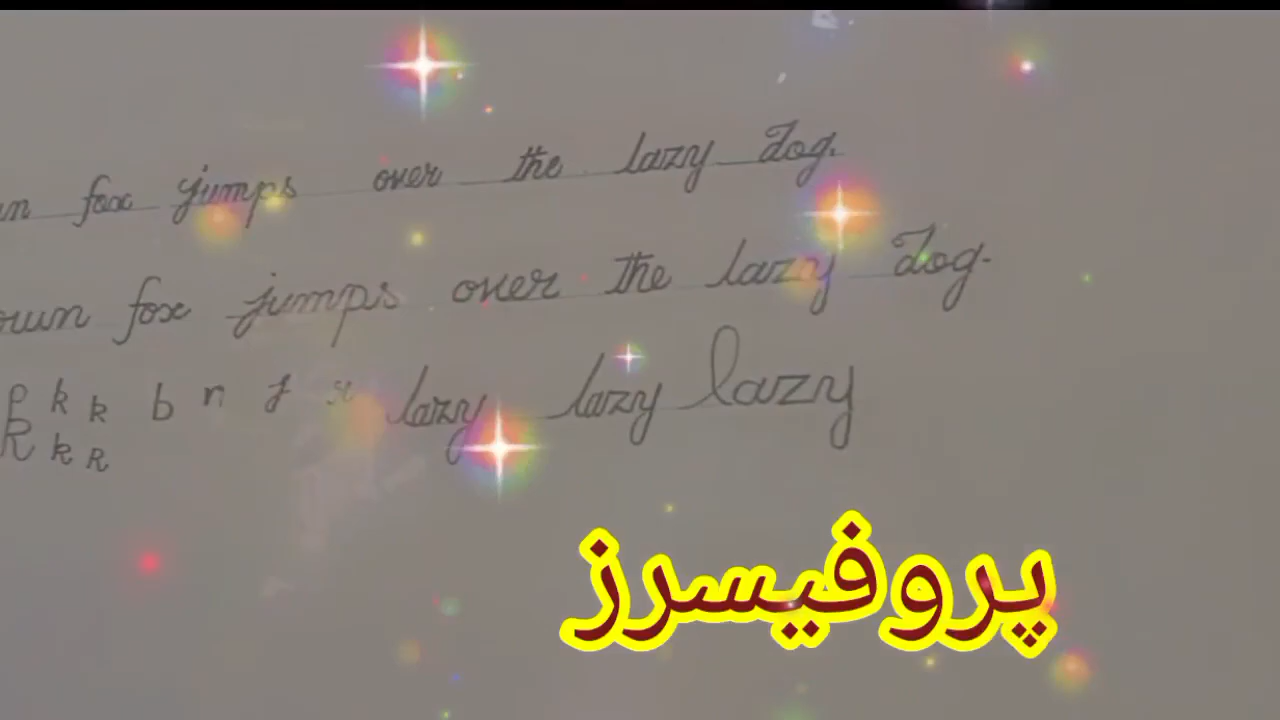 fox jumps over the lazy dog.
fox jumps over the lazy dog.
k k b n f x lazy lazy lazy
R k R
پروفیسرز